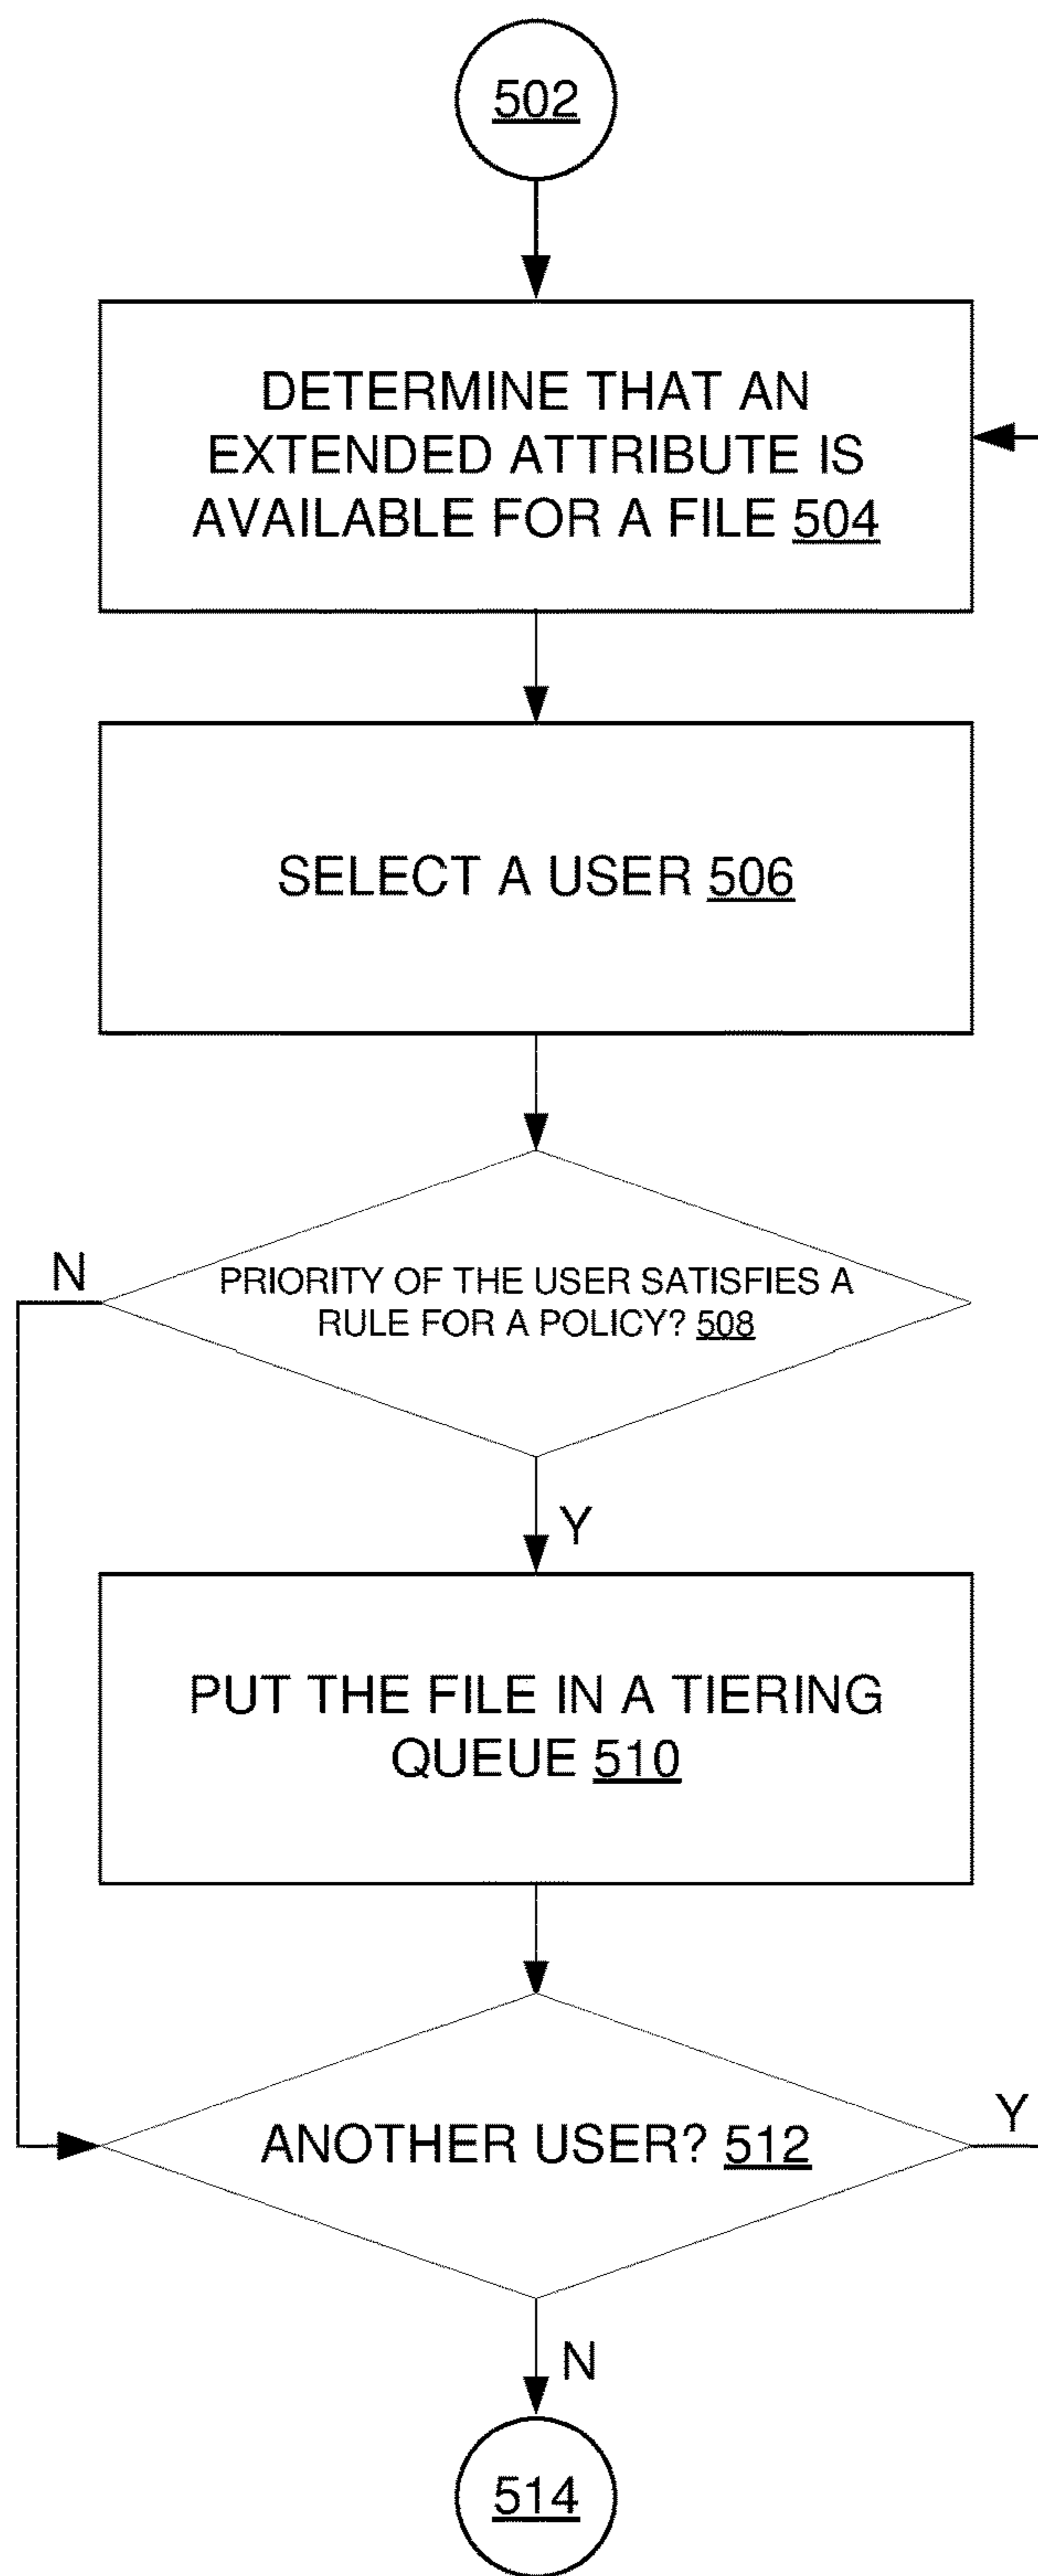 502
DETERMINE THAT AN
EXTENDED ATTRIBUTE IS
AVAILABLE FOR A FILE 504
SELECT A USER 506
N
PRIORITY OF THE USER SATISFIES A
RULE FOR A POLICY? 508
Y
PUT THE FILE IN A TIERING
QUEUE 510
ANOTHER USER? 512
Y
N
514